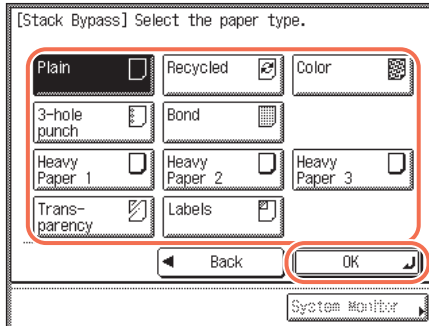 [Stack Bypass] Select the paper type.
Plain Recycled Color
3-hole punch Bond
Heavy Paper 1 Heavy Paper 2 Heavy Paper 3
Trans-parency Labels
Back OK
System Monitor